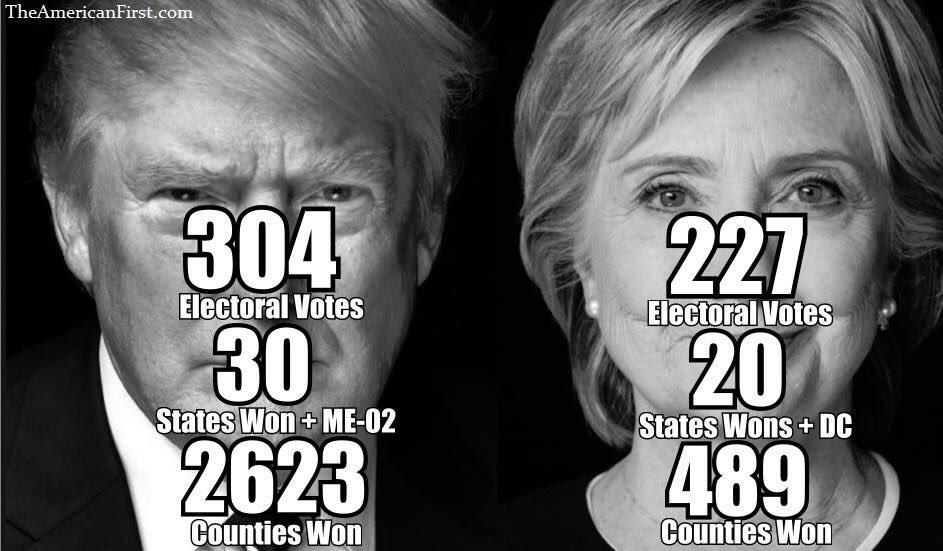 TheAmericanFirst.com
304
Electoral Votes
30
States Won + ME-02
2623
Counties Won
227
Electoral Votes
20
States Wons + DC
489
Counties Won